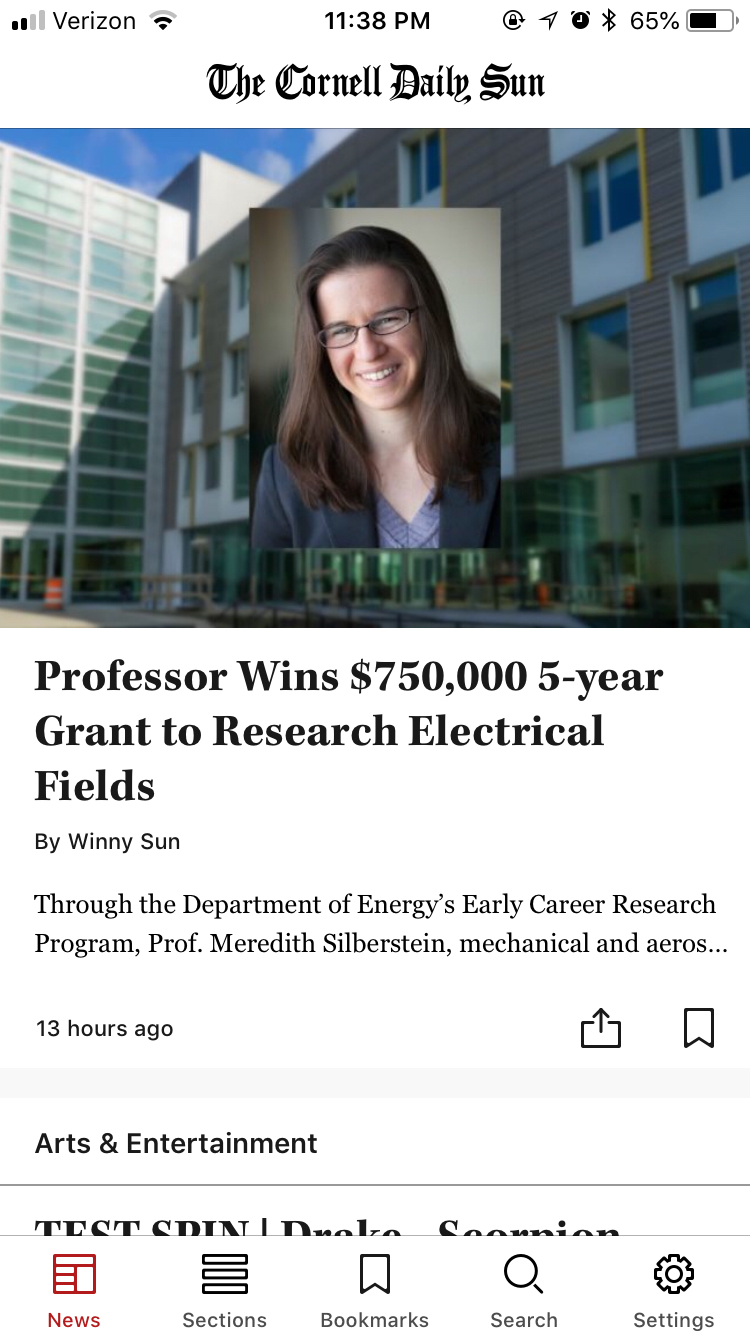 Verizon 11:38 PM 65%
The Cornell Daily Sun
Professor Wins $750,000 5-year
Grant to Research Electrical
Fields
By Winny Sun
Through the Department of Energy’s Early Career Research
Program, Prof. Meredith Silberstein, mechanical and aeros...
13 hours ago
Arts & Entertainment
TEST SPIN | Drake - Scorpion
News Sections Bookmarks Search Settings